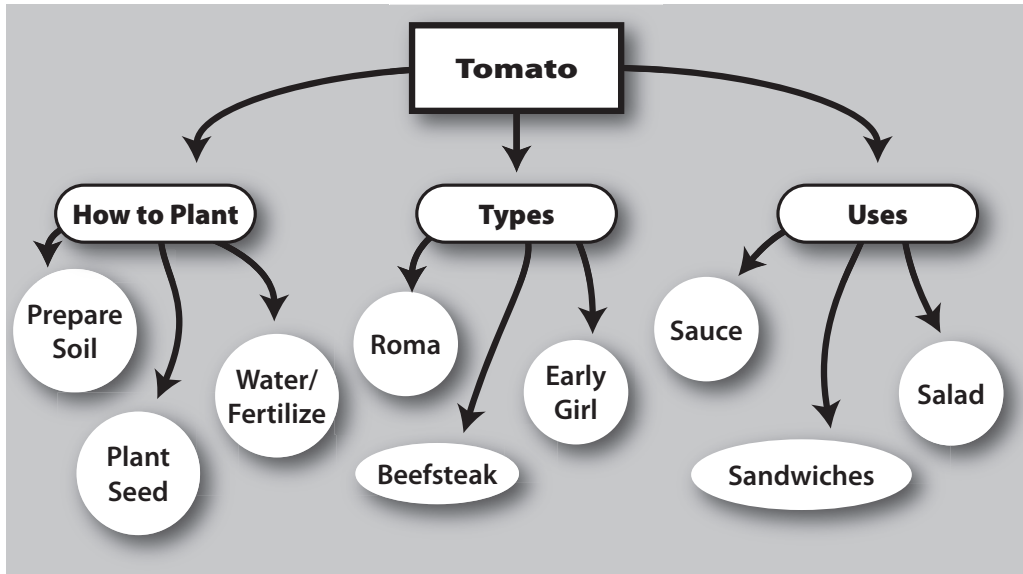 Tomato
How to Plant
Types
Uses
Prepare
Soil
Plant
Seed
Water/
Fertilize
Roma
Beefsteak
Early
Girl
Sauce
Sandwiches
Salad